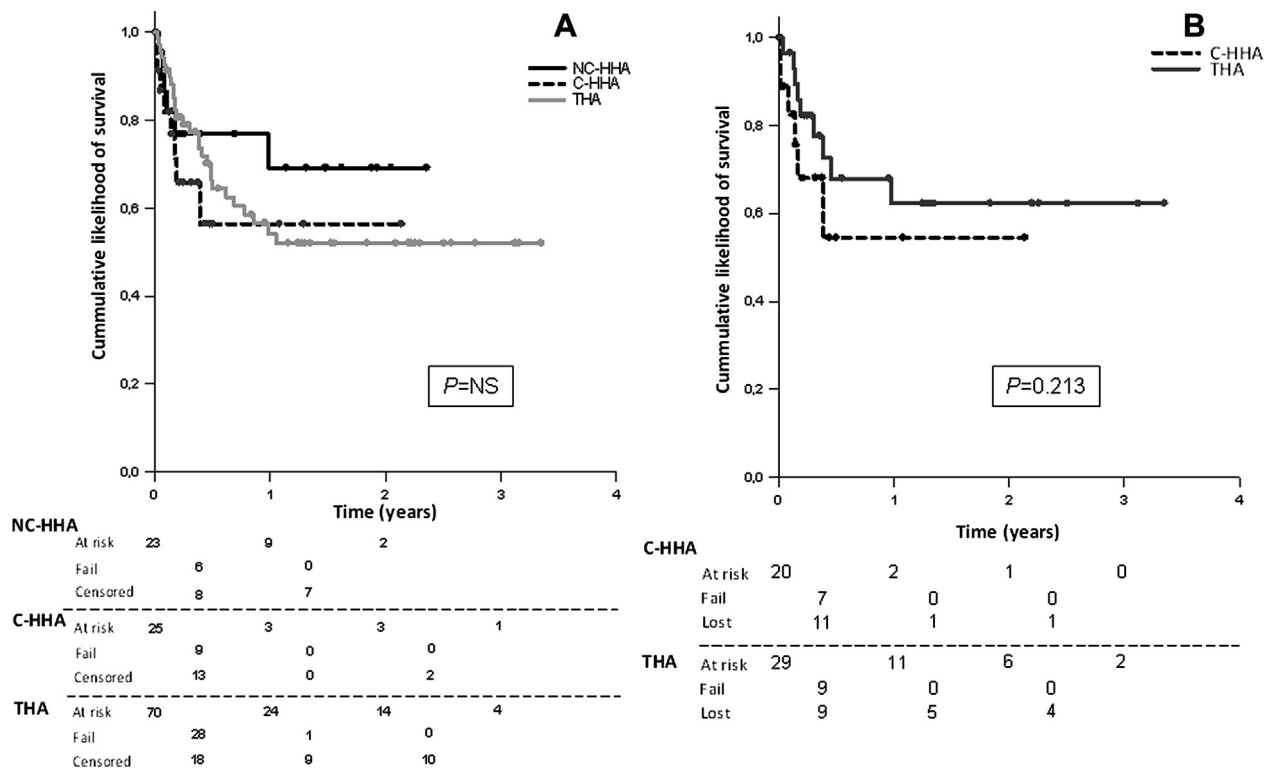 A
NC-HHA
C-HHA
THA
Cummulative likelihood of survival
1,0
0,8
0,6
0,4
0,2
0,0
P=NS
0 1 2 3 4
Time (years)
NC-HHA
At risk 23 9 2
Fail 6 0
Censored 8 7
C-HHA
At risk 25 3 3 1
Fail 9 0 0
Censored 13 0 2
THA
At risk 70 24 14 4
Fail 28 1 0
Censored 18 9 10
B
C-HHA
THA
Cummulative likelihood of survival
1,0
0,8
0,6
0,4
0,2
0,0
P=0.213
0 1 2 3 4
Time (years)
C-HHA
At risk 20 2 1 0
Fail 7 0 0
Lost 11 1 1
THA
At risk 29 11 6 2
Fail 9 0 0
Lost 9 5 4